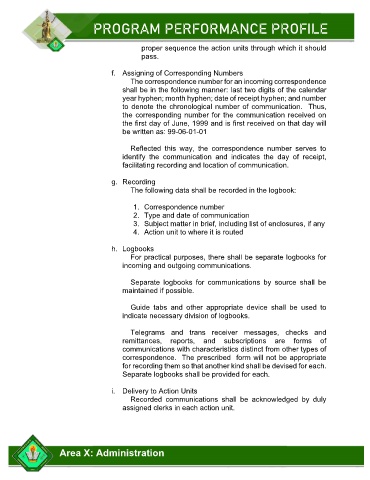 PROGRAM PERFORMANCE PROFILE
proper sequence the action units through which it should
pass.
f. Assigning of Corresponding Numbers
The correspondence number for an incoming correspondence
shall be in the following manner: last two digits of the calendar
year hyphen; month hyphen; date of receipt hyphen; and number
to denote the chronological number of communication. Thus,
the corresponding number for the communication received on
the first day of June, 1999 and is first received on that day will
be written as: 99-06-01-01
Reflected this way, the correspondence number serves to
identify the communication and indicates the day of receipt,
facilitating recording and location of communication.
g. Recording
The following data shall be recorded in the logbook:
1. Correspondence number
2. Type and date of communication
3. Subject matter in brief, including list of enclosures, if any
4. Action unit to where it is routed
h. Logbooks
For practical purposes, there shall be separate logbooks for
incoming and outgoing communications.
Separate logbooks for communications by source shall be
maintained if possible.
Guide tabs and other appropriate device shall be used to
indicate necessary division of logbooks.
Telegrams and trans receiver messages, checks and
remittances, reports, and subscriptions are forms of
communications with characteristics distinct from other types of
correspondence. The prescribed form will not be appropriate
for recording them so that another kind shall be devised for each.
Separate logbooks shall be provided for each.
i. Delivery to Action Units
Recorded communications shall be acknowledged by duly
assigned clerks in each action unit.
Area X: Administration